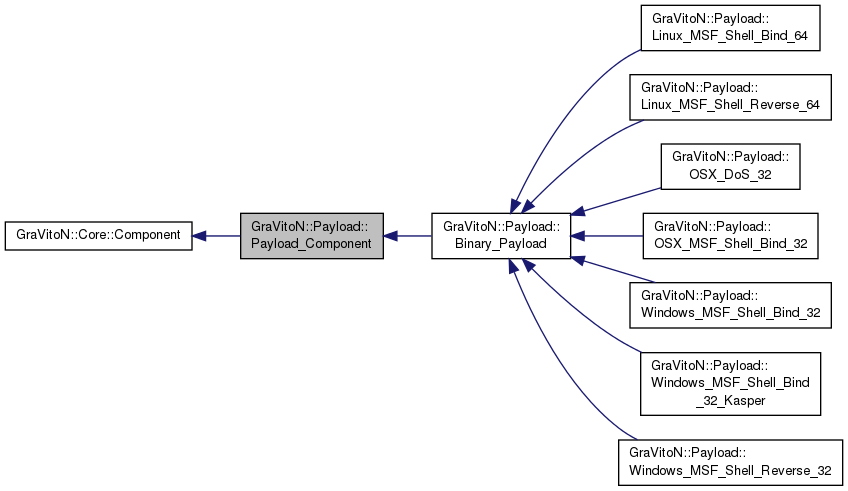 GraVitoN::Core::Component
GraVitoN::Payload::
Payload_Component
GraVitoN::Payload::
Binary_Payload
GraVitoN::Payload::
Linux_MSF_Shell_Bind_64
GraVitoN::Payload::
Linux_MSF_Shell_Reverse_64
GraVitoN::Payload::
OSX_DoS_32
GraVitoN::Payload::
OSX_MSF_Shell_Bind_32
GraVitoN::Payload::
Windows_MSF_Shell_Bind_32
GraVitoN::Payload::
Windows_MSF_Shell_Bind
_32_Kasper
GraVitoN::Payload::
Windows_MSF_Shell_Reverse_32